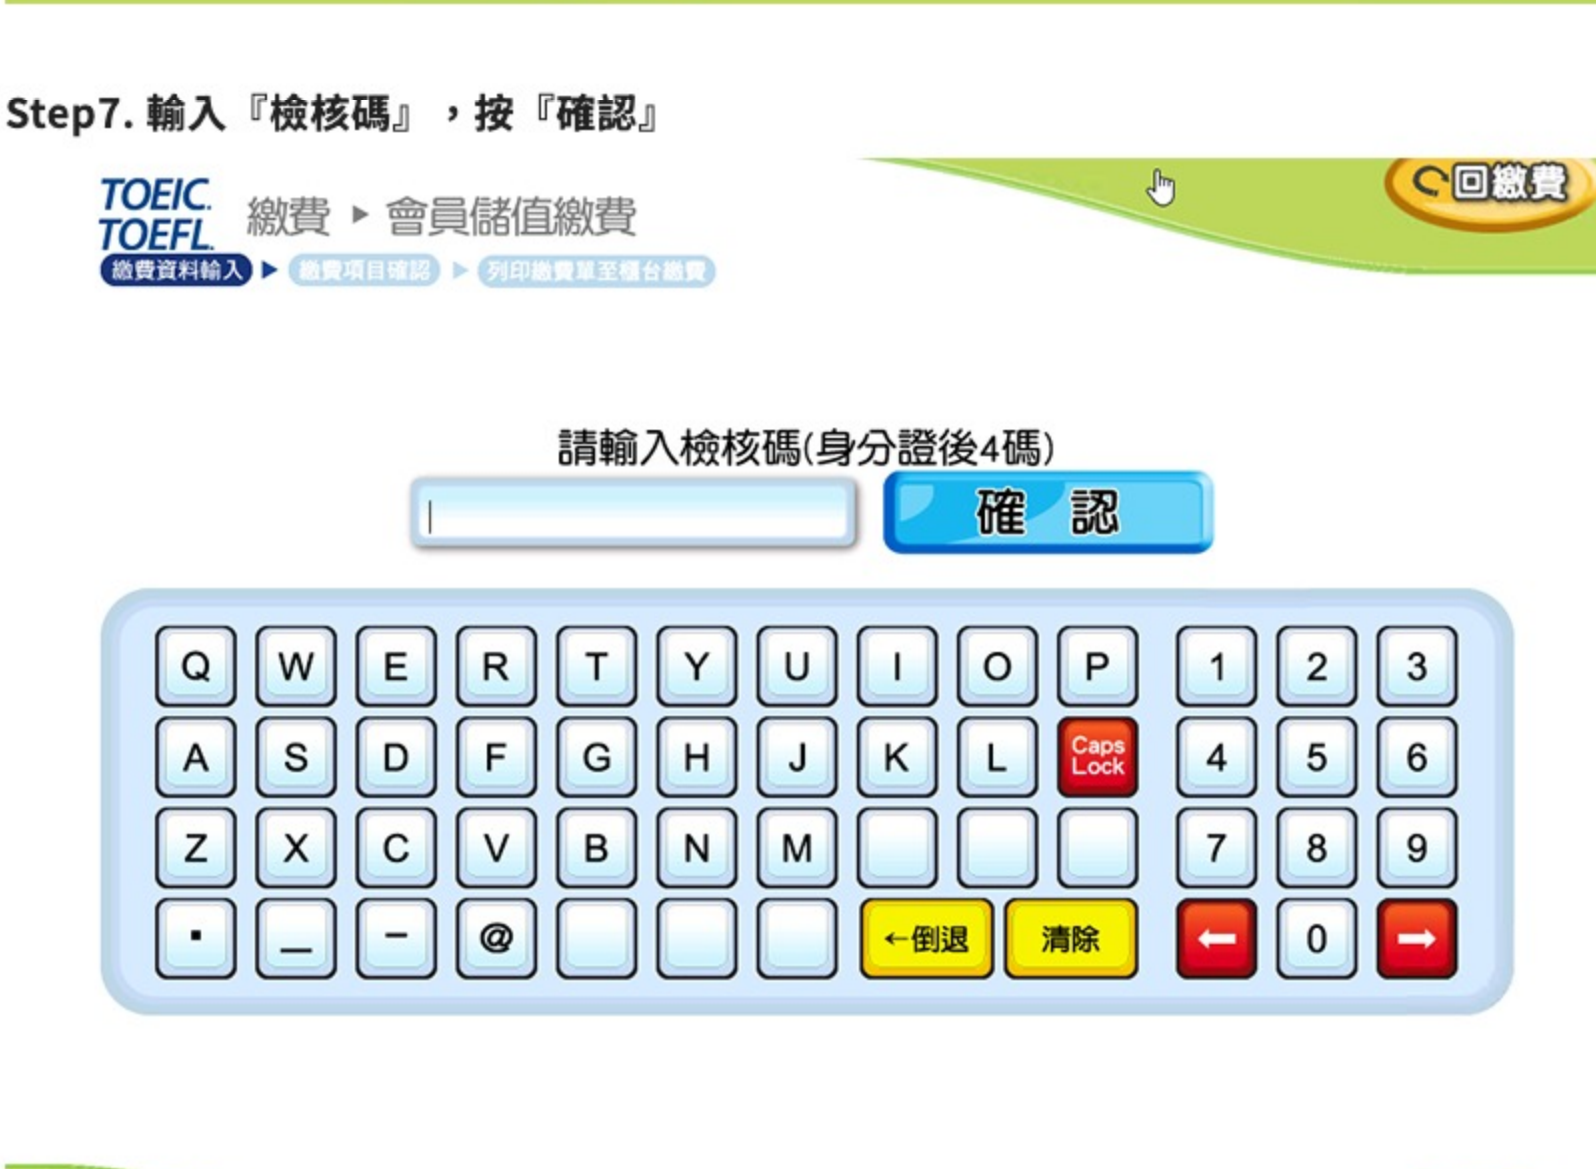 Step7. 輸入『檢核碼』，按『確認』
回繳費
TOEIC.
TOEFL.
繳費 ▸ 會員儲值繳費
繳費資料輸入 ▶ 繳費項目確認 ▶ 列印繳費單至櫃台繳費
請輸入檢核碼(身分證後4碼)
確 認
Q W E R T Y U I O P 1 2 3
A S D F G H J K L Caps Lock 4 5 6
Z X C V B N M 7 8 9
. _ - @ ←倒退 清除 ← 0 →